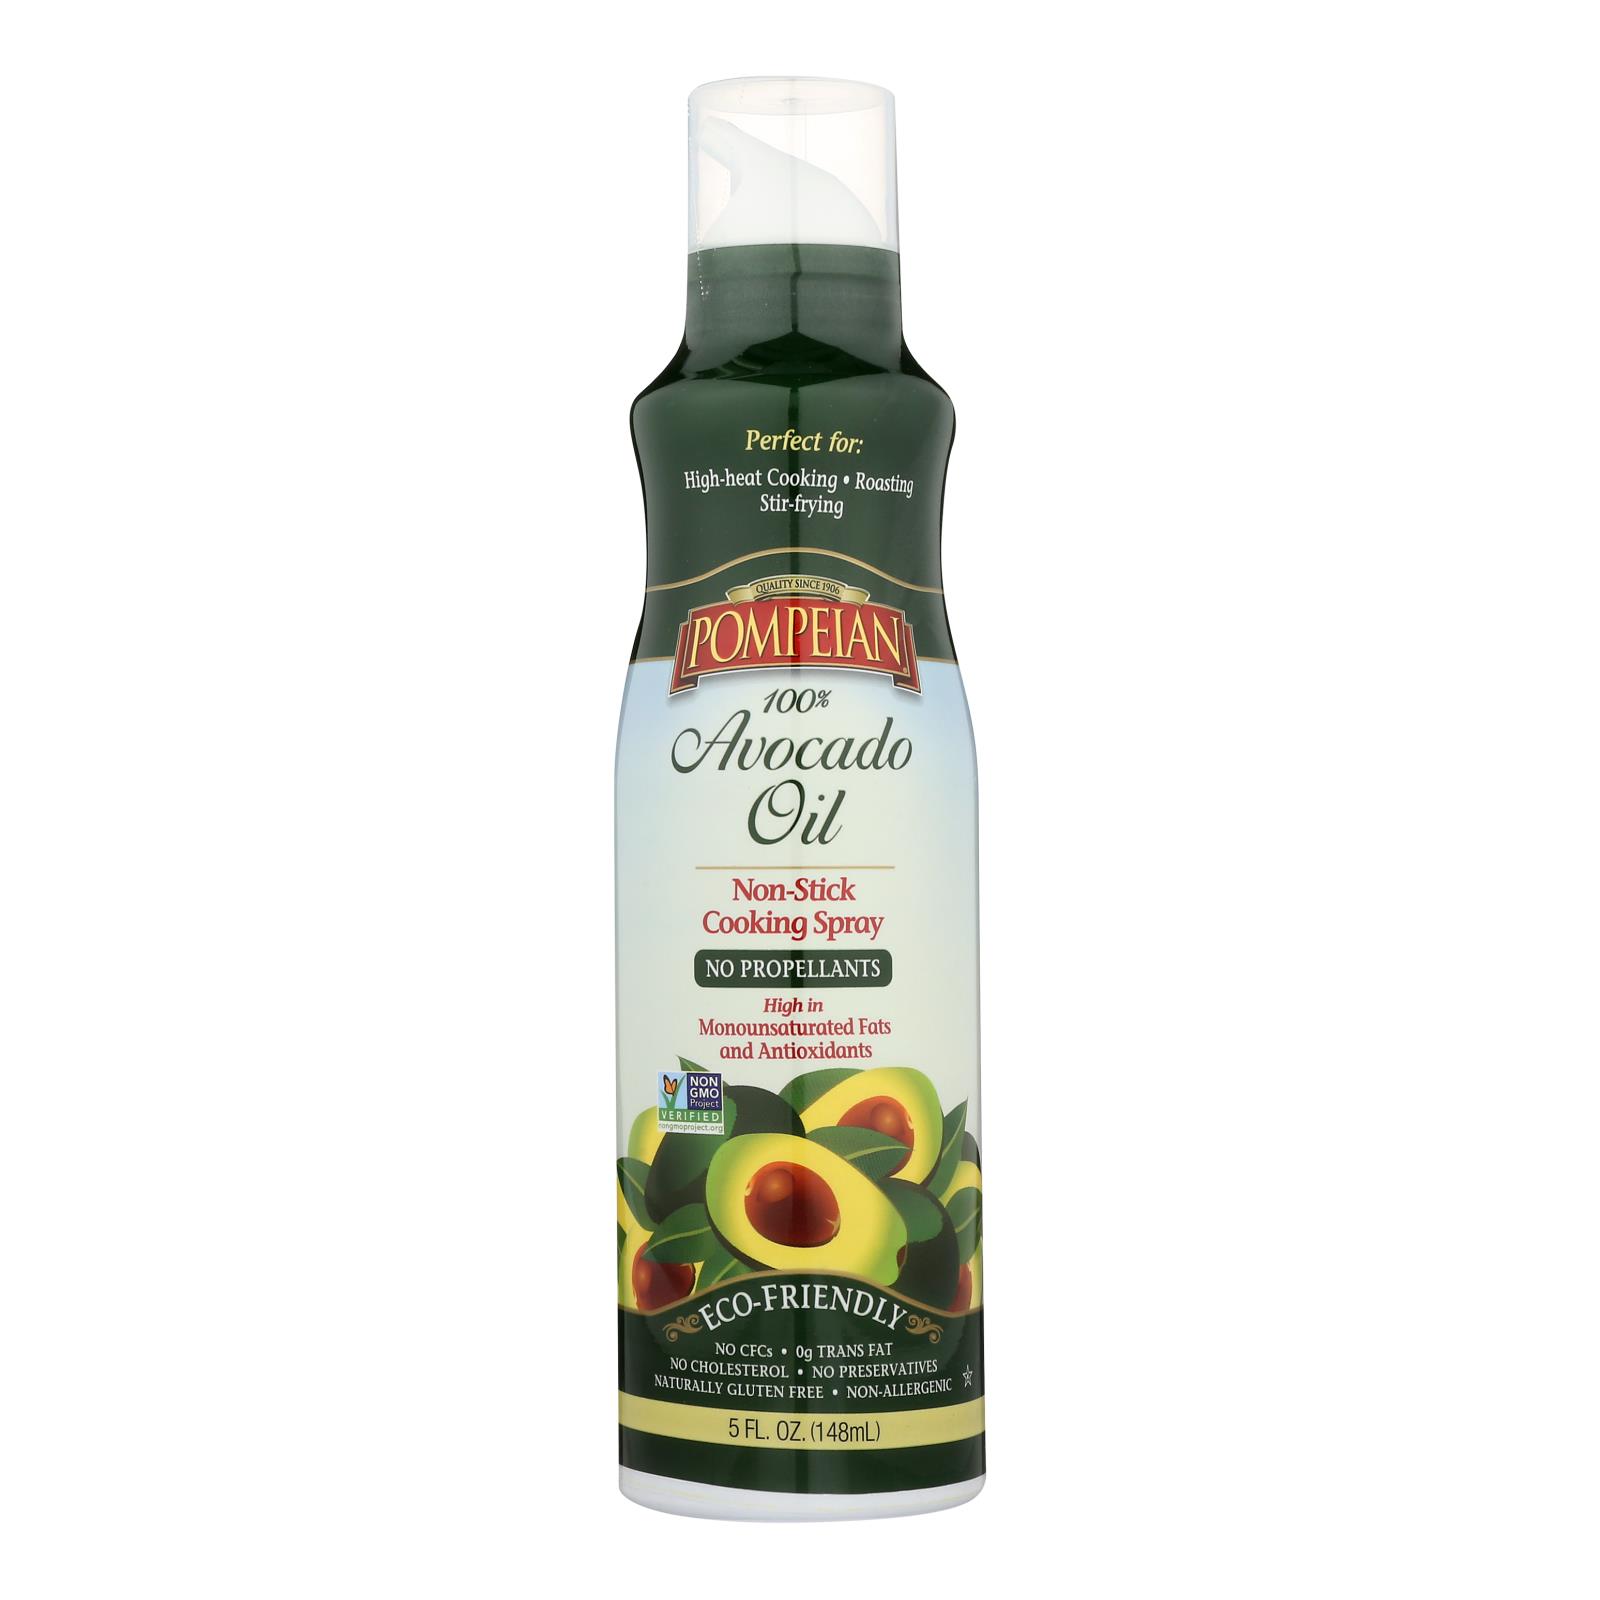 Perfect for:
High-heat Cooking • Roasting
Stir-frying
QUALITY SINCE 1906
POMPEIAN
100%
Avocado
Oil
Non-Stick
Cooking Spray
NO PROPELLANTS
High in
Monounsaturated Fats
and Antioxidants
NON
GMO
Project
VERIFIED
nongmoproject.org
ECO-FRIENDLY
NO CFCs • 0g TRANS FAT
NO CHOLESTEROL • NO PRESERVATIVES
NATURALLY GLUTEN FREE • NON-ALLERGENIC
5 FL. OZ. (148mL)